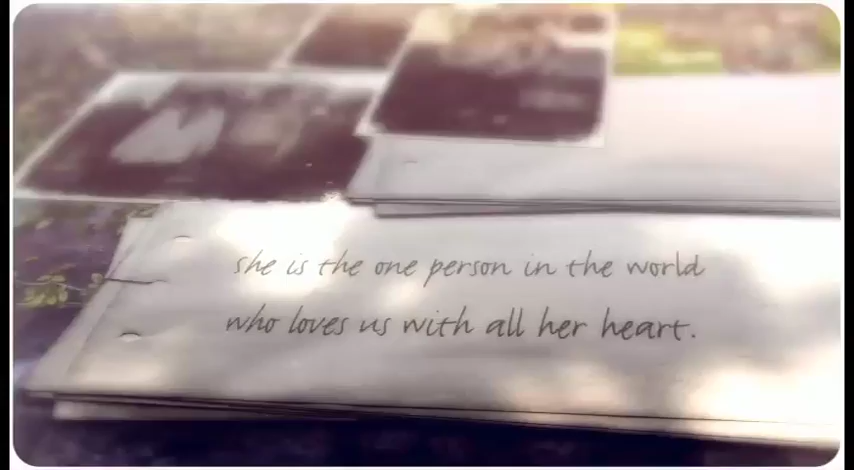 she is the one person in the world
who loves us with all her heart.